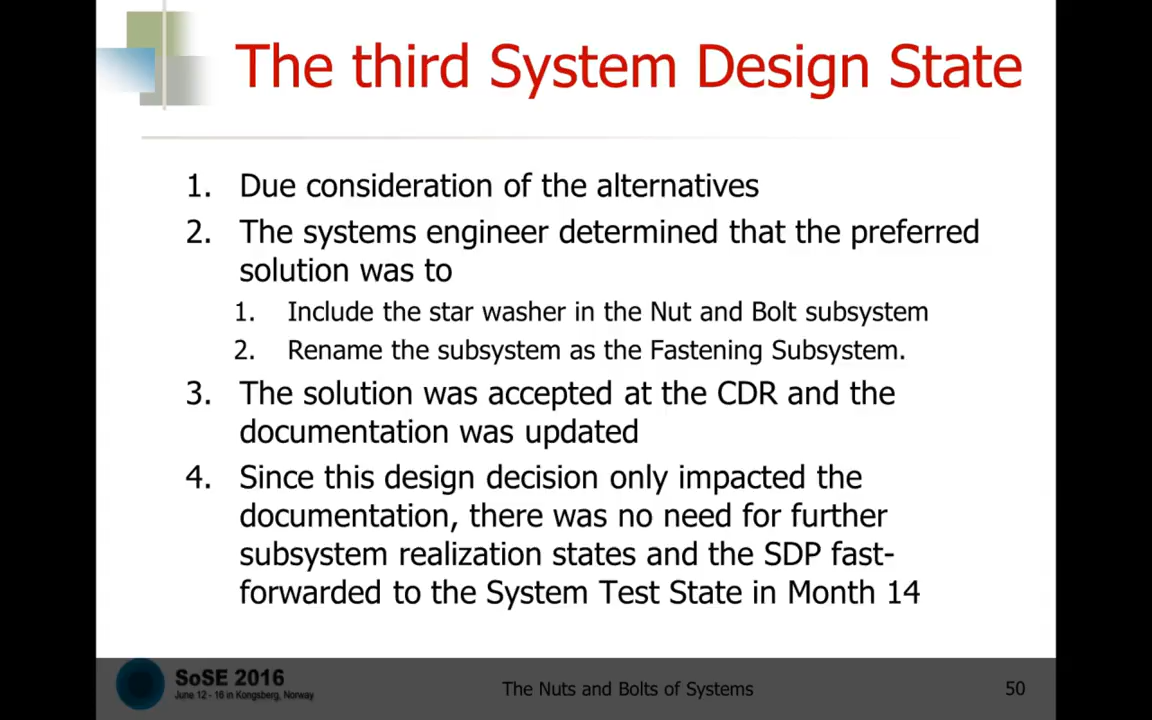 The third System Design State
1. Due consideration of the alternatives
2. The systems engineer determined that the preferred
solution was to
1. Include the star washer in the Nut and Bolt subsystem
2. Rename the subsystem as the Fastening Subsystem.
3. The solution was accepted at the CDR and the
documentation was updated
4. Since this design decision only impacted the
documentation, there was no need for further
subsystem realization states and the SDP fast-
forwarded to the System Test State in Month 14
SoSE 2016
June 12 - 16 in Kongsberg, Norway
The Nuts and Bolts of Systems
50